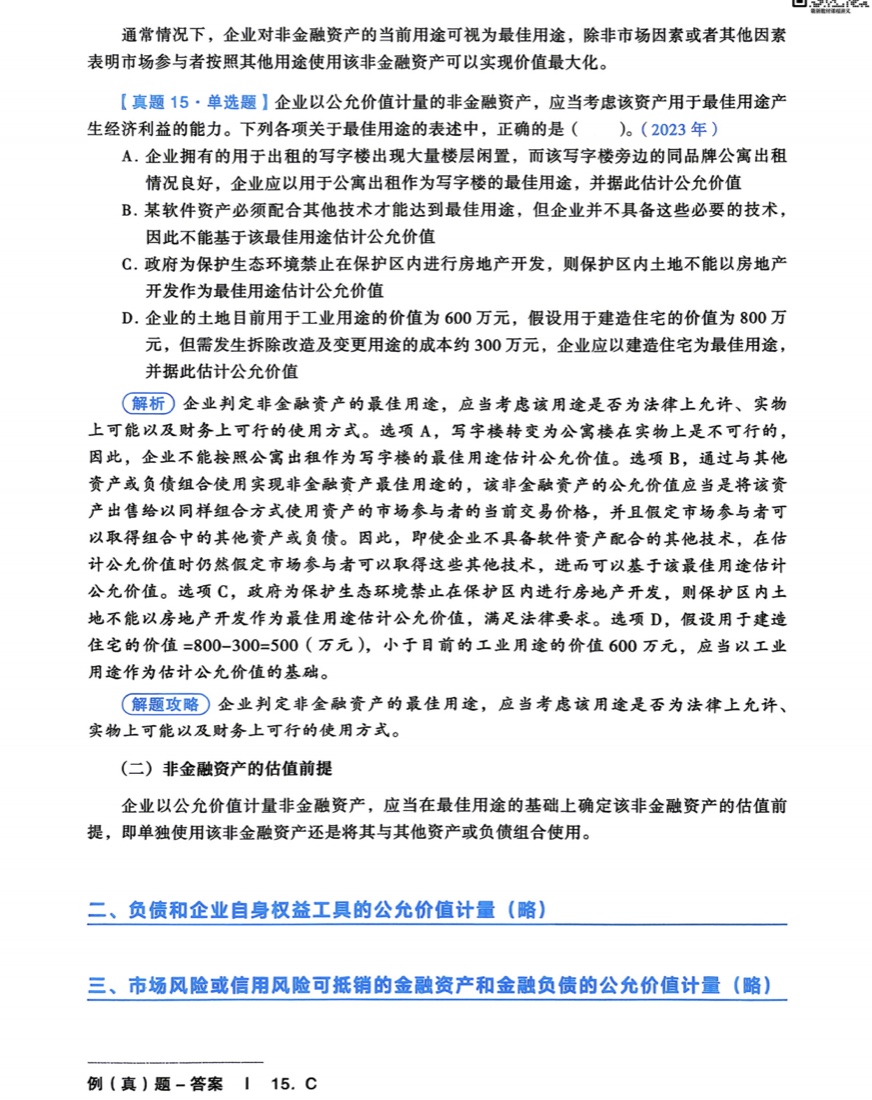 通常情况下，企业对非金融资产的当前用途可视为最佳用途，除非市场因素或者其他因素
表明市场参与者按照其他用途使用该非金融资产可以实现价值最大化。
【真题 15·单选题】企业以公允价值计量的非金融资产，应当考虑该资产用于最佳用途产
生经济利益的能力。下列各项关于最佳用途的表述中，正确的是（　　）。（2023 年）
A. 企业拥有的用于出租的写字楼出现大量楼层闲置，而该写字楼旁边的同品牌公寓出租
情况良好，企业应以用于公寓出租作为写字楼的最佳用途，并据此估计公允价值
B. 某软件资产必须配合其他技术才能达到最佳用途，但企业并不具备这些必要的技术，
因此不能基于该最佳用途估计公允价值
C. 政府为保护生态环境禁止在保护区内进行房地产开发，则保护区内土地不能以房地产
开发作为最佳用途估计公允价值
D. 企业的土地目前用于工业用途的价值为 600 万元，假设用于建造住宅的价值为 800 万
元，但需发生拆除改造及变更用途的成本约 300 万元，企业应以建造住宅为最佳用途，
并据此估计公允价值
解析 企业判定非金融资产的最佳用途，应当考虑该用途是否为法律上允许、实物
上可能以及财务上可行的使用方式。选项 A，写字楼转变为公寓楼在实物上是不可行的，
因此，企业不能按照公寓出租作为写字楼的最佳用途估计公允价值。选项 B，通过与其他
资产或负债组合使用实现非金融资产最佳用途的，该非金融资产的公允价值应当是将该资
产出售给以同样组合方式使用资产的市场参与者的当前交易价格，并且假定市场参与者可
以取得组合中的其他资产或负债。因此，即使企业不具备软件资产配合的其他技术，在估
计公允价值时仍然假定市场参与者可以取得这些其他技术，进而可以基于该最佳用途估计
公允价值。选项 C，政府为保护生态环境禁止在保护区内进行房地产开发，则保护区内土
地不能以房地产开发作为最佳用途估计公允价值，满足法律要求。选项 D，假设用于建造
住宅的价值 =800-300=500（万元），小于目前的工业用途的价值 600 万元，应当以工业
用途作为估计公允价值的基础。
解题攻略 企业判定非金融资产的最佳用途，应当考虑该用途是否为法律上允许、
实物上可能以及财务上可行的使用方式。
（二）非金融资产的估值前提
企业以公允价值计量非金融资产，应当在最佳用途的基础上确定该非金融资产的估值前
提，即单独使用该非金融资产还是将其与其他资产或负债组合使用。
二、负债和企业自身权益工具的公允价值计量（略）
三、市场风险或信用风险可抵销的金融资产和金融负债的公允价值计量（略）
例（真）题－答案 | 15. C